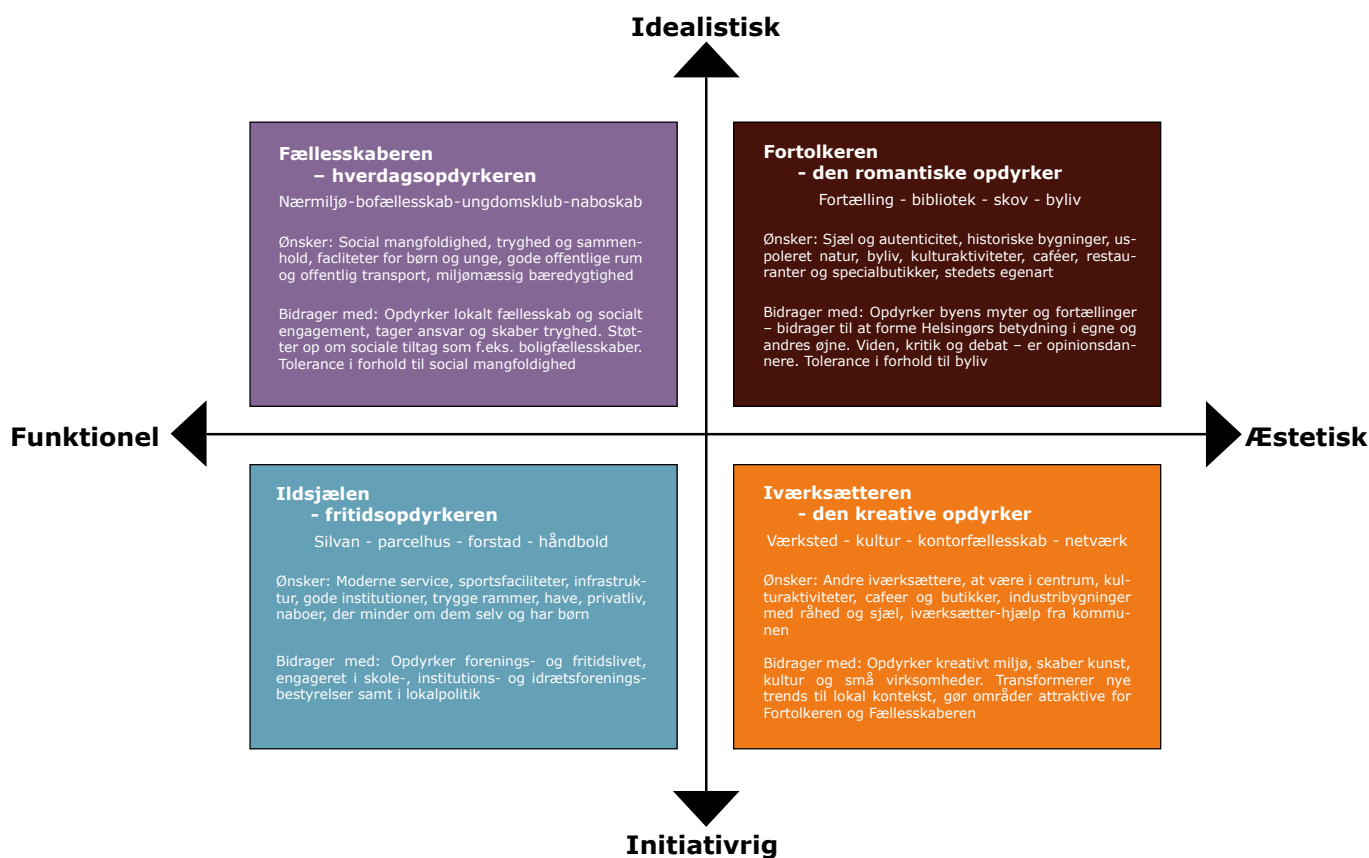 Idealistisk
Fællesskaberen
– hverdagsopdyrkeren
Nærmiljø-bofællesskab-ungdomsklub-naboskab
Ønsker: Social mangfoldighed, tryghed og sammen-
hold, facliteter for børn og unge, gode offentlige rum
og offentlig transport, miljømæssig bæredygtighed
Bidrager med: Opdyrker lokalt fællesskab og socialt
engagement, tager ansvar og skaber tryghed. Støt-
ter op om sociale tiltag som f.eks. boligfællesskaber.
Tolerance i forhold til social mangfoldighed
Fortolkeren
- den romantiske opdyrker
Fortælling - bibliotek - skov - byliv
Ønsker: Sjæl og autenticitet, historiske bygninger, us-
poleret natur, byliv, kulturaktiviteter, caféer, restau-
ranter og specialbutikker, stedets egenart
Bidrager med: Opdyrker byens myter og fortællinger
– bidrager til at forme Helsingørs betydning i egne og
andres øjne. Viden, kritik og debat – er opinionsdan-
nere. Tolerance i forhold til byliv
Funktionel
Æstetisk
Ildsjælen
- fritidsopdyrkeren
Silvan - parcelhus - forstad - håndbold
Ønsker: Moderne service, sportsfaciliteter, infrastruk-
tur, gode institutioner, trygge rammer, have, privatliv,
naboer, der minder om dem selv og har børn
Bidrager med: Opdyrker forenings- og fritidslivet,
engageret i skole-, institutions- og idrætsforenings-
bestyrelser samt i lokalpolitik
Iværksætteren
- den kreative opdyrker
Værksted - kultur - kontorfællesskab - netværk
Ønsker: Andre iværksættere, at være i centrum, kul-
turaktiviteter, cafeer og butikker, industribygninger
med råhed og sjæl, iværksætter-hjælp fra kommu-
nen
Bidrager med: Opdyrker kreativt miljø, skaber kunst,
kultur og små virksomheder. Transformerer nye
trends til lokal kontekst, gør områder attraktive for
Fortolkeren og Fællesskaberen
Initiativrig